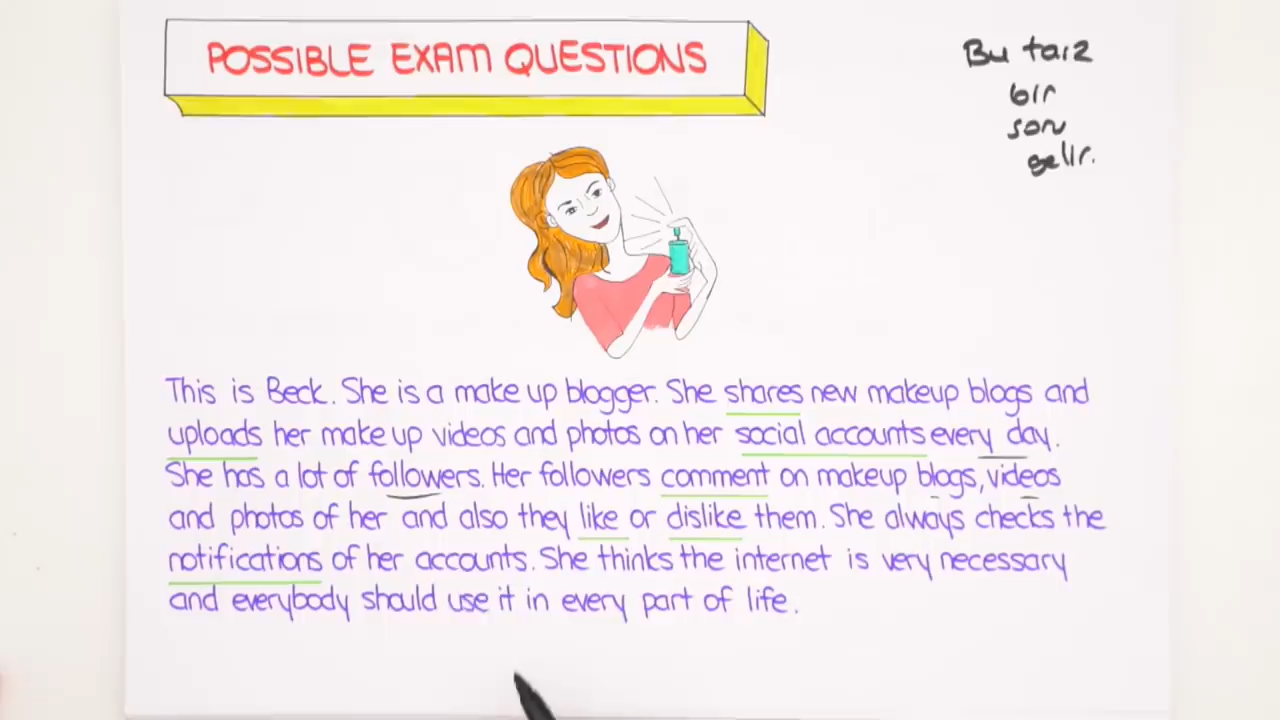 POSSIBLE EXAM QUESTIONS
Bu tarz
bir
soru
gelir.
This is Beck. She is a make up blogger. She shares new makeup blogs and
uploads her make up videos and photos on her social accounts every day.
She has a lot of followers. Her followers comment on makeup blogs, videos
and photos of her and also they like or dislike them. She always checks the
notifications of her accounts. She thinks the internet is very necessary
and everybody should use it in every part of life.